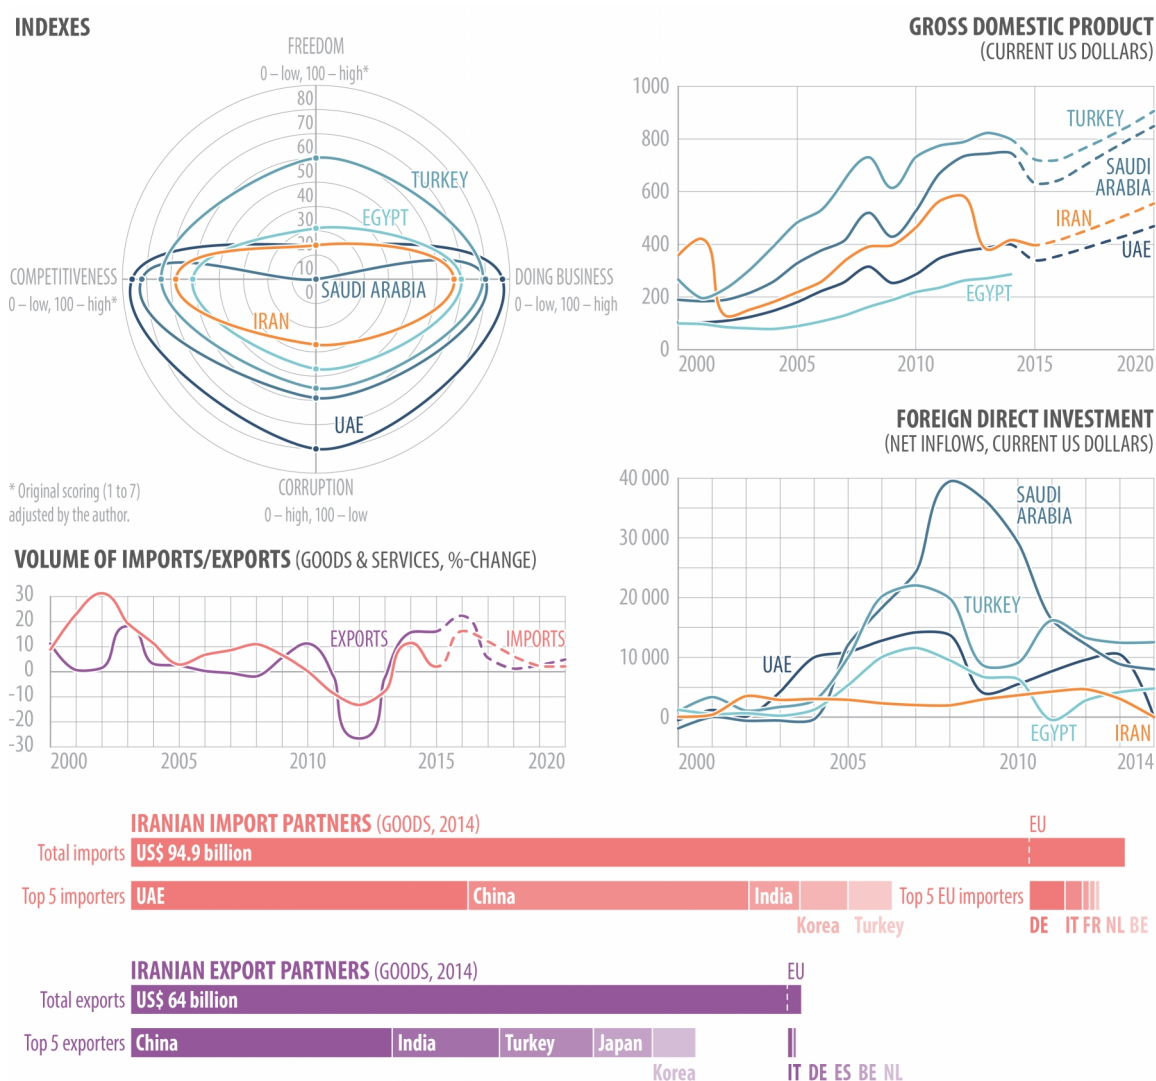 INDEXES
FREEDOM
0 – low, 100 – high*
80
70
60
50
40
30
20
10
0
TURKEY
EGYPT
COMPETITIVENESS
0 – low, 100 – high*
DOING BUSINESS
0 – low, 100 – high
SAUDI ARABIA
IRAN
UAE
* Original scoring (1 to 7)
adjusted by the author.
CORRUPTION
0 – high, 100 – low
GROSS DOMESTIC PRODUCT
(CURRENT US DOLLARS)
1000
800
600
400
200
0
TURKEY
SAUDI
ARABIA
IRAN
UAE
EGYPT
2000
2005
2010
2015
2020
FOREIGN DIRECT INVESTMENT
(NET INFLOWS, CURRENT US DOLLARS)
40 000
30 000
20 000
10 000
0
SAUDI
ARABIA
TURKEY
UAE
EGYPT
IRAN
2000
2005
2010
2014
VOLUME OF IMPORTS/EXPORTS (GOODS & SERVICES, %-CHANGE)
30
20
10
0
-10
-20
-30
EXPORTS
IMPORTS
2000
2005
2010
2015
2020
IRANIAN IMPORT PARTNERS (GOODS, 2014)
EU
Total imports
US$ 94.9 billion
Top 5 importers
UAE
China
India
Korea
Turkey
Top 5 EU importers
DE
IT
FR
NL
BE
IRANIAN EXPORT PARTNERS (GOODS, 2014)
EU
Total exports
US$ 64 billion
Top 5 exporters
China
India
Turkey
Japan
Korea
IT DE ES BE NL